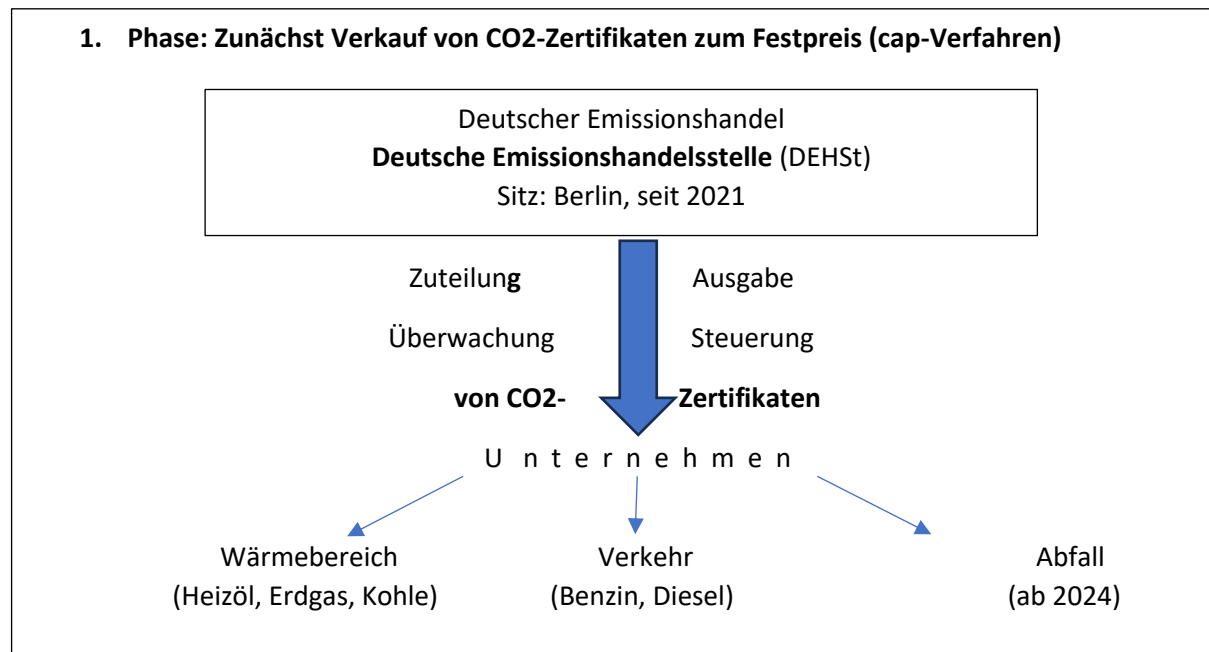 1. Phase: Zunächst Verkauf von CO2-Zertifikaten zum Festpreis (cap-Verfahren)
Deutscher Emissionshandel
Deutsche Emissionshandelsstelle (DEHSt)
Sitz: Berlin, seit 2021
Zuteilung Ausgabe
Überwachung Steuerung
von CO2- Zertifikaten
U n t e r n e h m e n
Wärmebereich Verkehr Abfall
(Heizöl, Erdgas, Kohle) (Benzin, Diesel) (ab 2024)